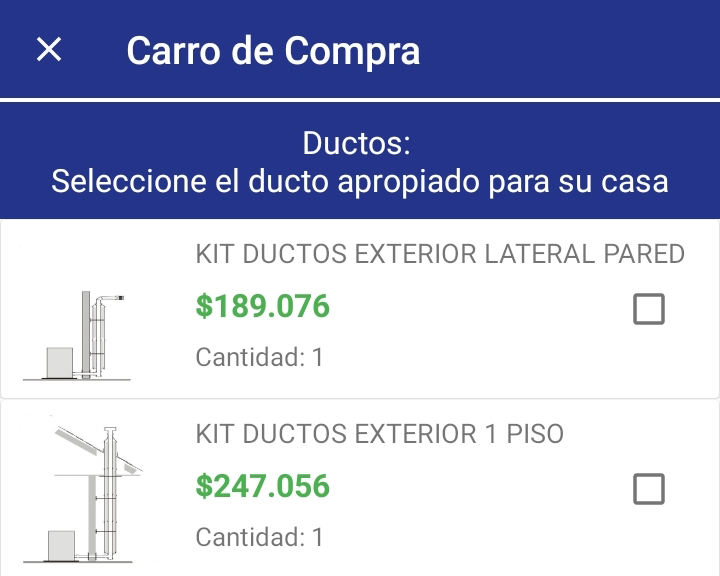 Carro de Compra
Ductos:
Seleccione el ducto apropiado para su casa
KIT DUCTOS EXTERIOR LATERAL PARED
$189.076
Cantidad: 1
KIT DUCTOS EXTERIOR 1 PISO
$247.056
Cantidad: 1